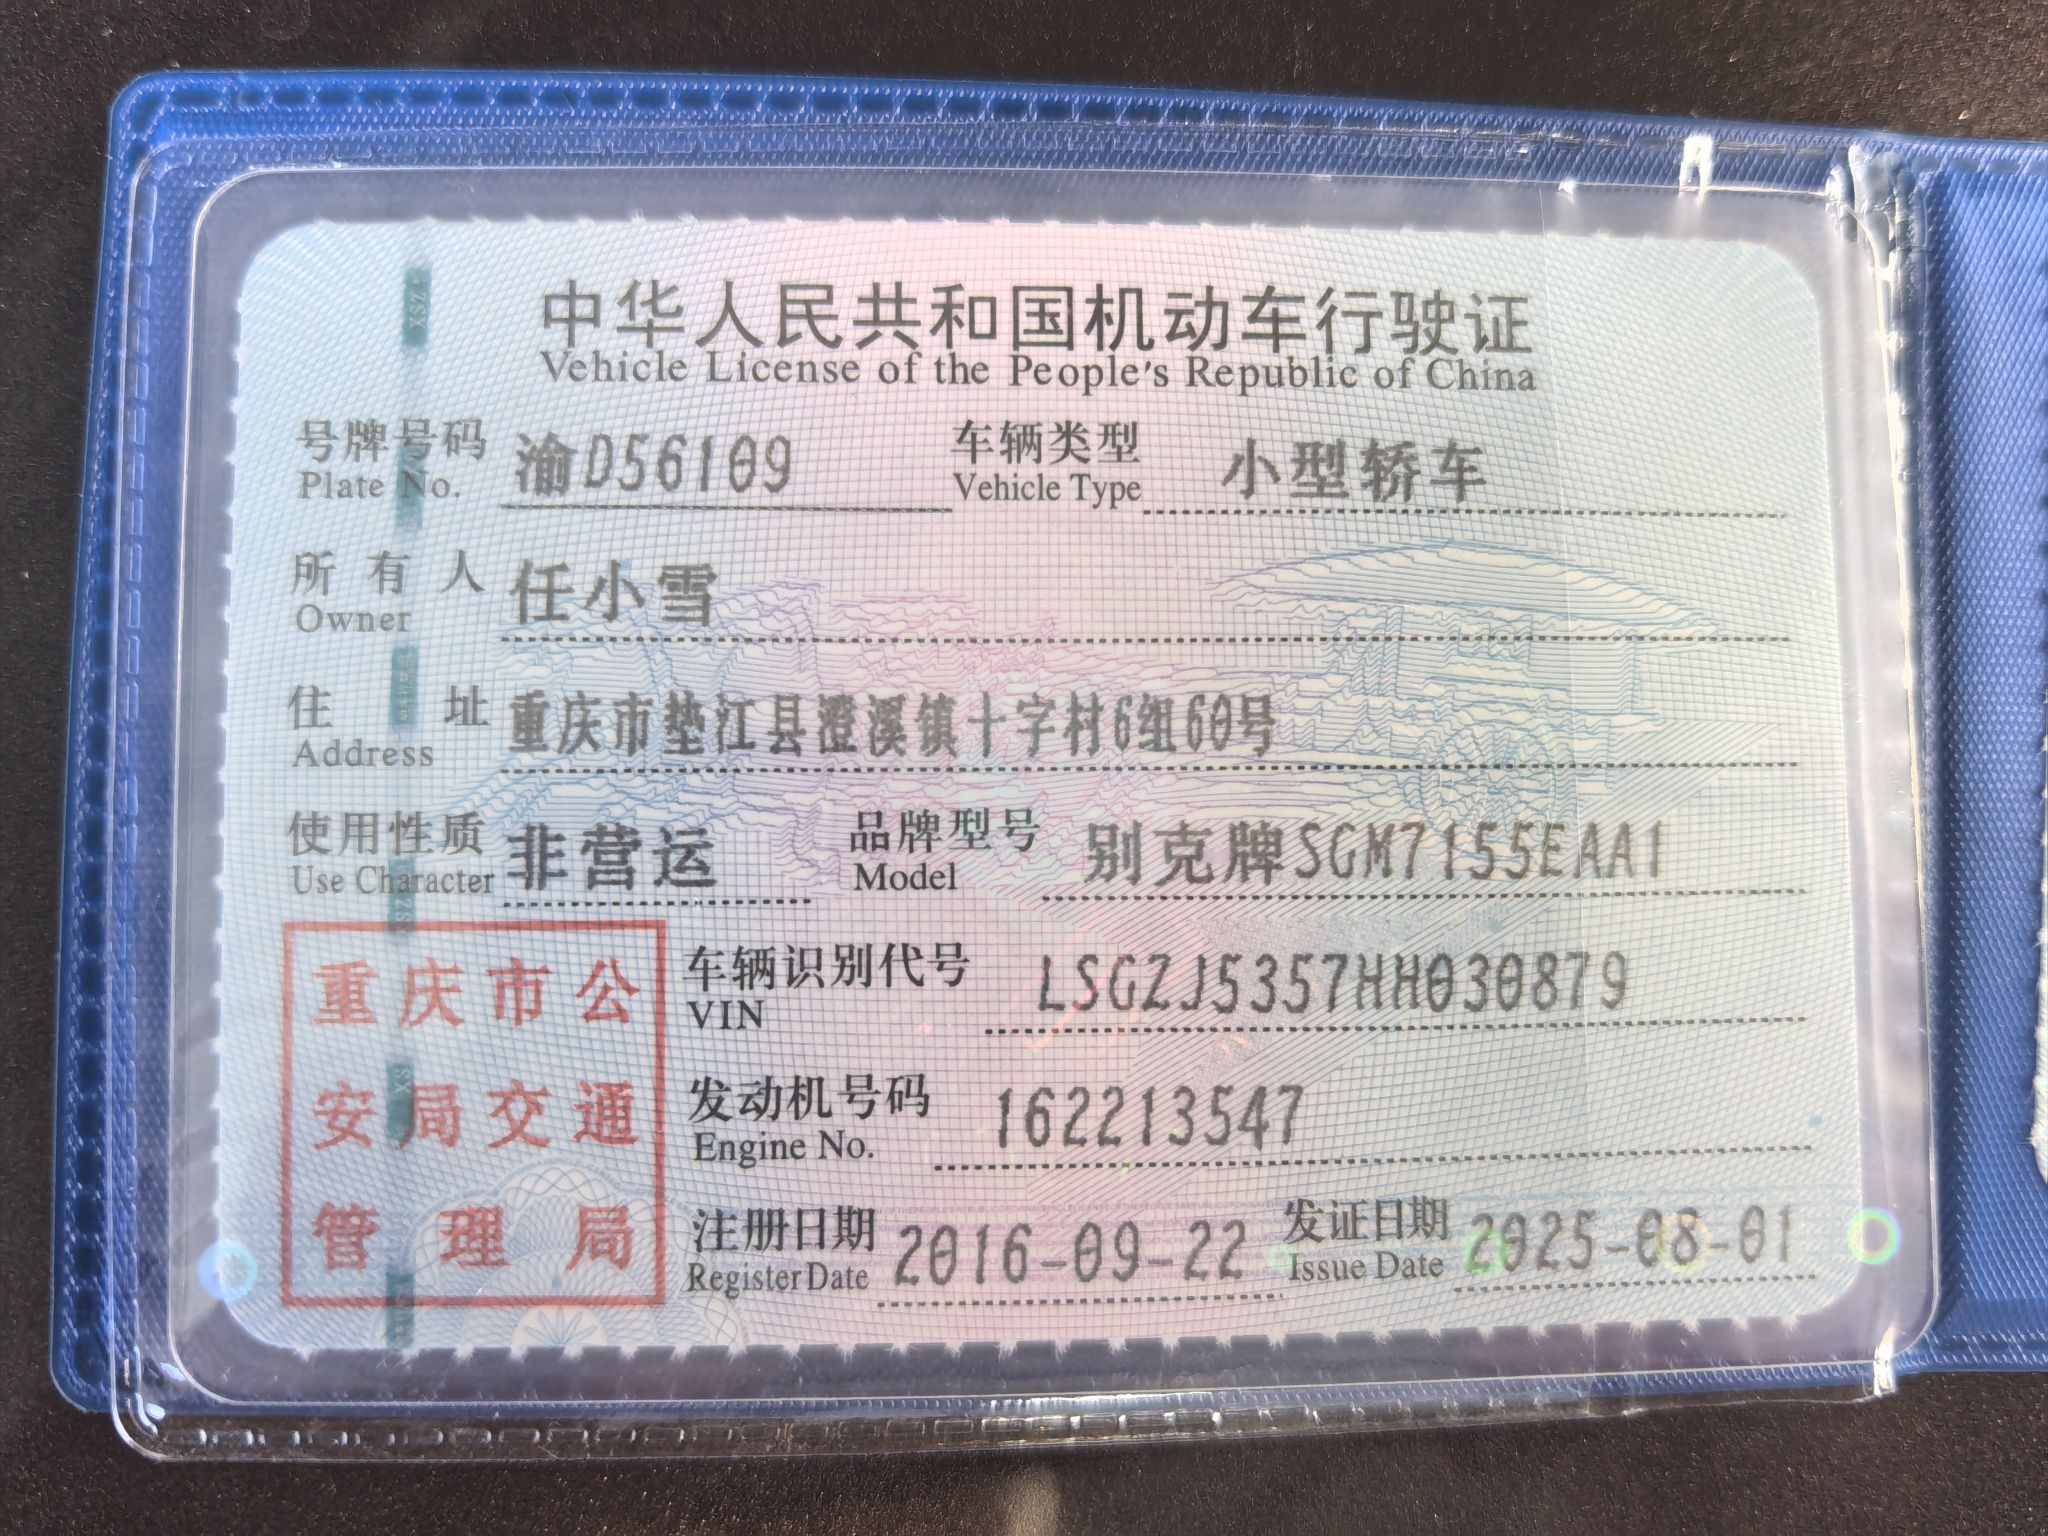 中华人民共和国机动车行驶证
Vehicle License of the People's Republic of China
号牌号码 渝D56109 车辆类型 小型轿车
Plate No. Vehicle Type
所有人 任小雪
Owner
住址 重庆市垫江县澄溪镇十字村6组60号
Address
使用性质 非营运 品牌型号 别克牌SGM7155EAA1
Use Character Model
重庆市公
安局交通
管理局
车辆识别代号 LSGZJ5357HH030879
VIN
发动机号码 162213547
Engine No.
注册日期 2016-09-22 发证日期 2025-08-01
Register Date Issue Date